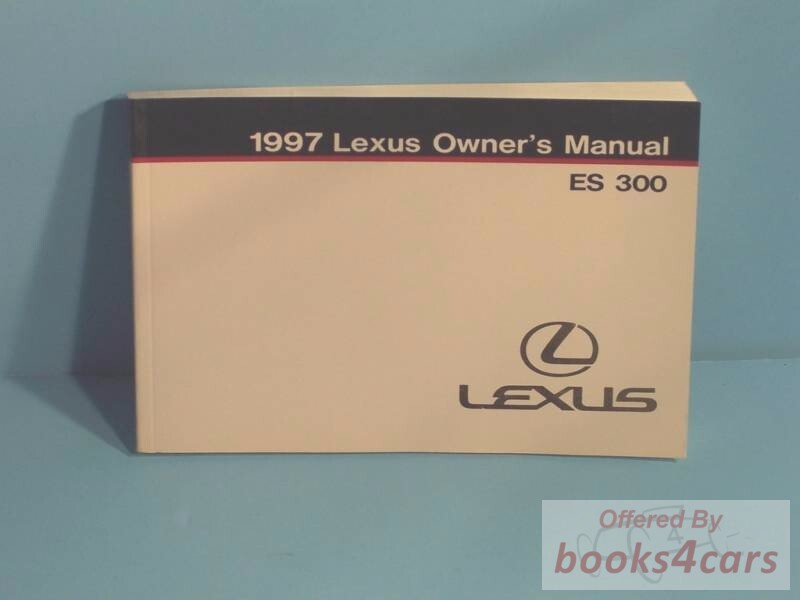 1997 Lexus Owner's Manual
ES 300
LEXUS
Offered By
books4cars